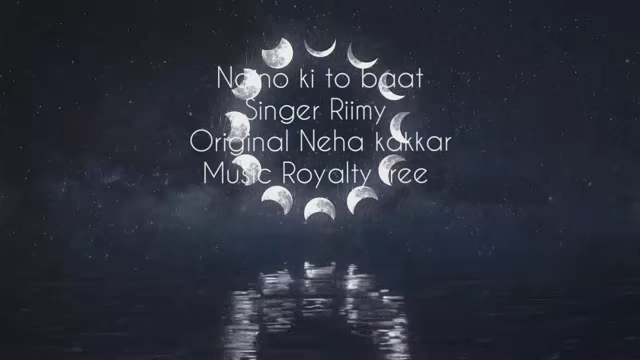 Naino ki to baat
Singer Riimy
Original Neha kakkar
Music Royalty free